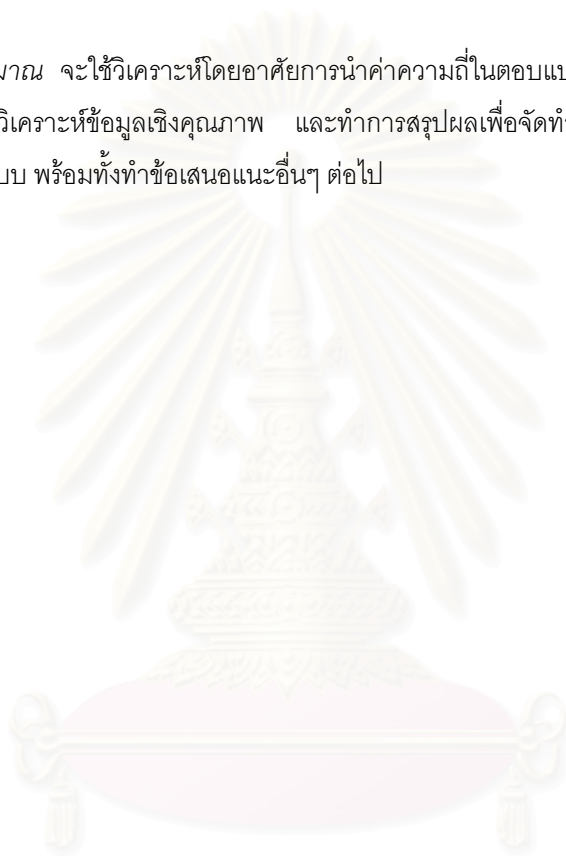 มาณ จะใช้วิเคราะห์โดยอาศัยการนำค่าความถี่ในตอบแบ
วิเคราะห์ข้อมูลเชิงคุณภาพ และทำการสรุปผลเพื่อจัดทำ
บบ พร้อมทั้งทำข้อเสนอแนะอื่นๆ ต่อไป